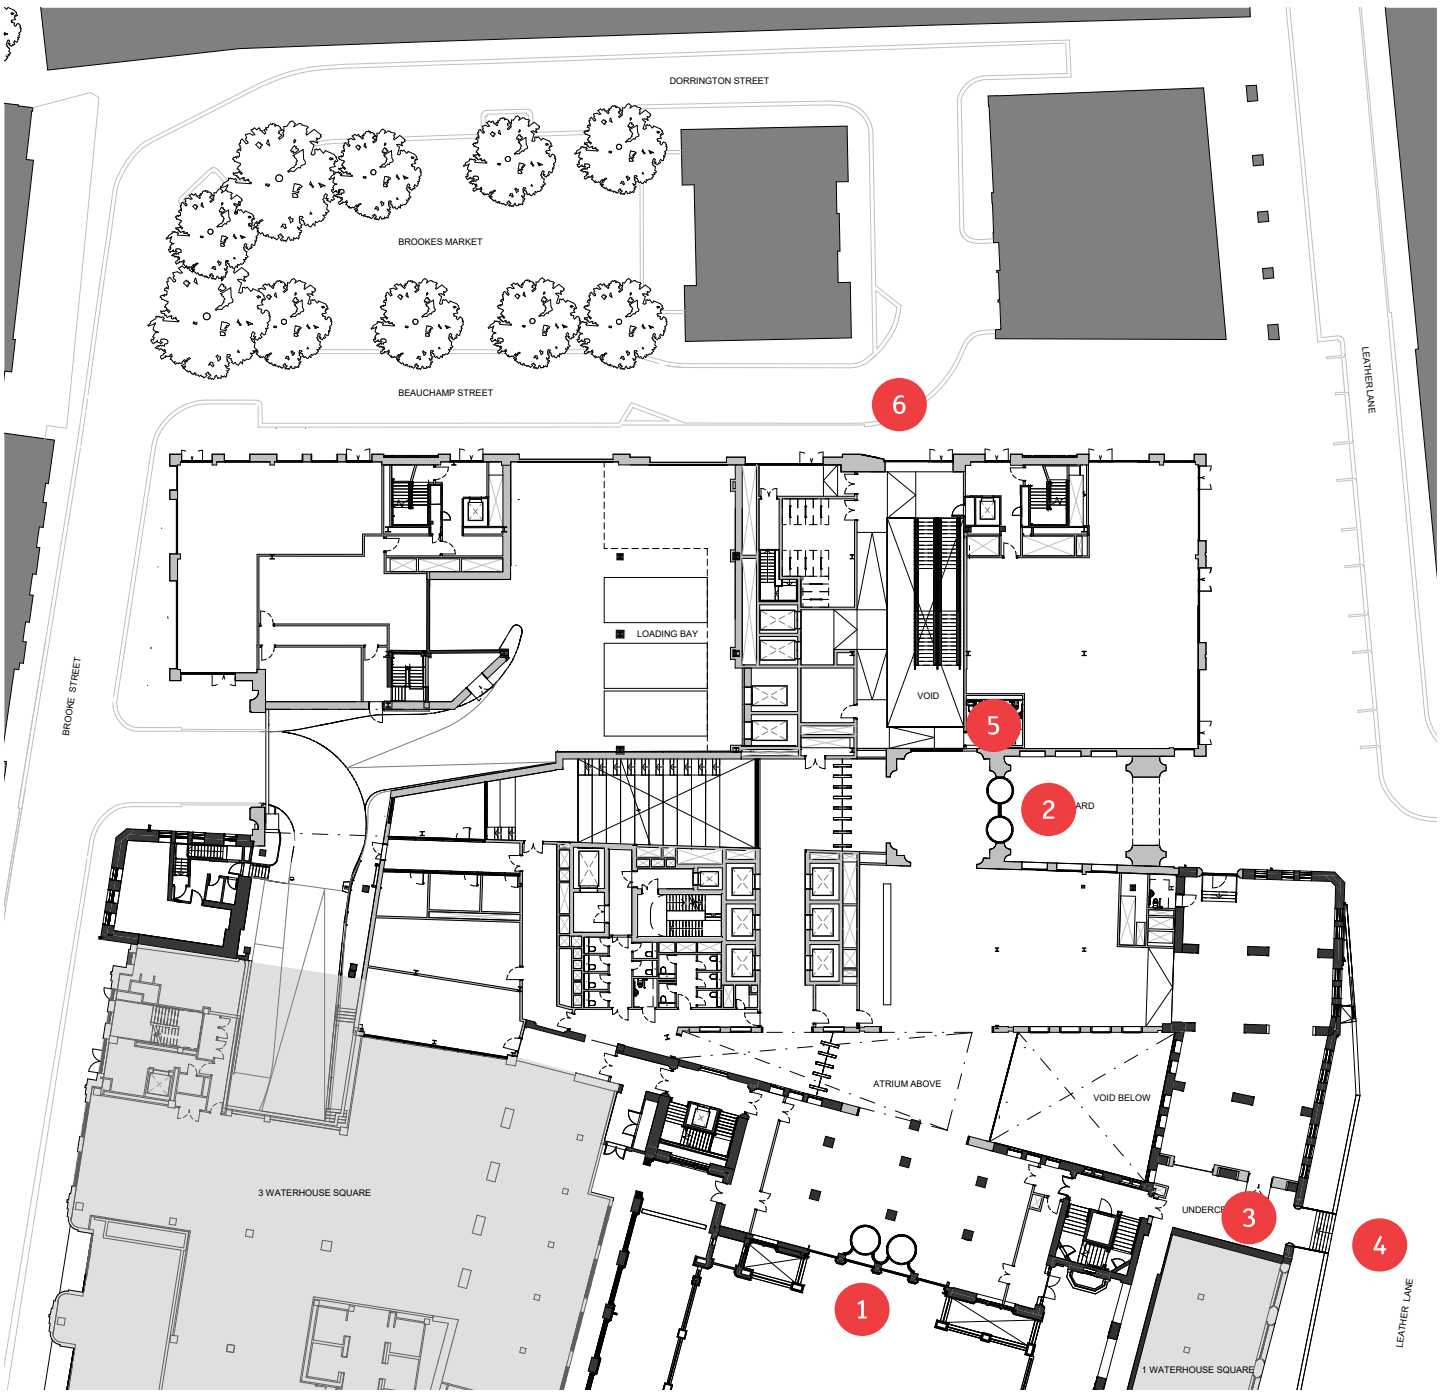 DORRINGTON STREET
BROOKES MARKET
LEATHER LANE
BEAUCHAMP STREET
6
LOADING BAY
BROOKE STREET
VOID
5
2
ARD
ATRIUM ABOVE
VOID BELOW
3 WATERHOUSE SQUARE
UNDERC
3
4
1
LEATHER LANE
1 WATERHOUSE SQUARE